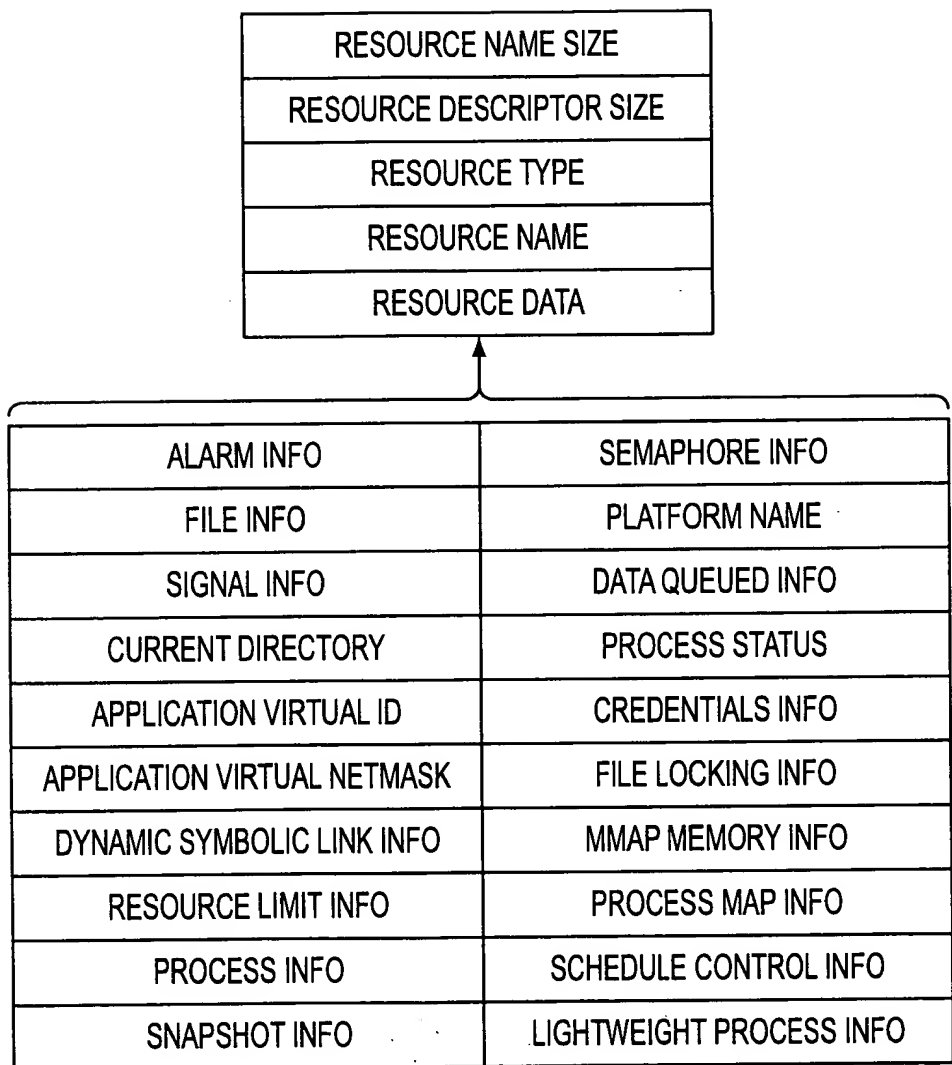 RESOURCE NAME SIZE
RESOURCE DESCRIPTOR SIZE
RESOURCE TYPE
RESOURCE NAME
RESOURCE DATA
ALARM INFO
SEMAPHORE INFO
FILE INFO
PLATFORM NAME
SIGNAL INFO
DATA QUEUED INFO
CURRENT DIRECTORY
PROCESS STATUS
APPLICATION VIRTUAL ID
CREDENTIALS INFO
APPLICATION VIRTUAL NETMASK
FILE LOCKING INFO
DYNAMIC SYMBOLIC LINK INFO
MMAP MEMORY INFO
RESOURCE LIMIT INFO
PROCESS MAP INFO
PROCESS INFO
SCHEDULE CONTROL INFO
SNAPSHOT INFO
LIGHTWEIGHT PROCESS INFO